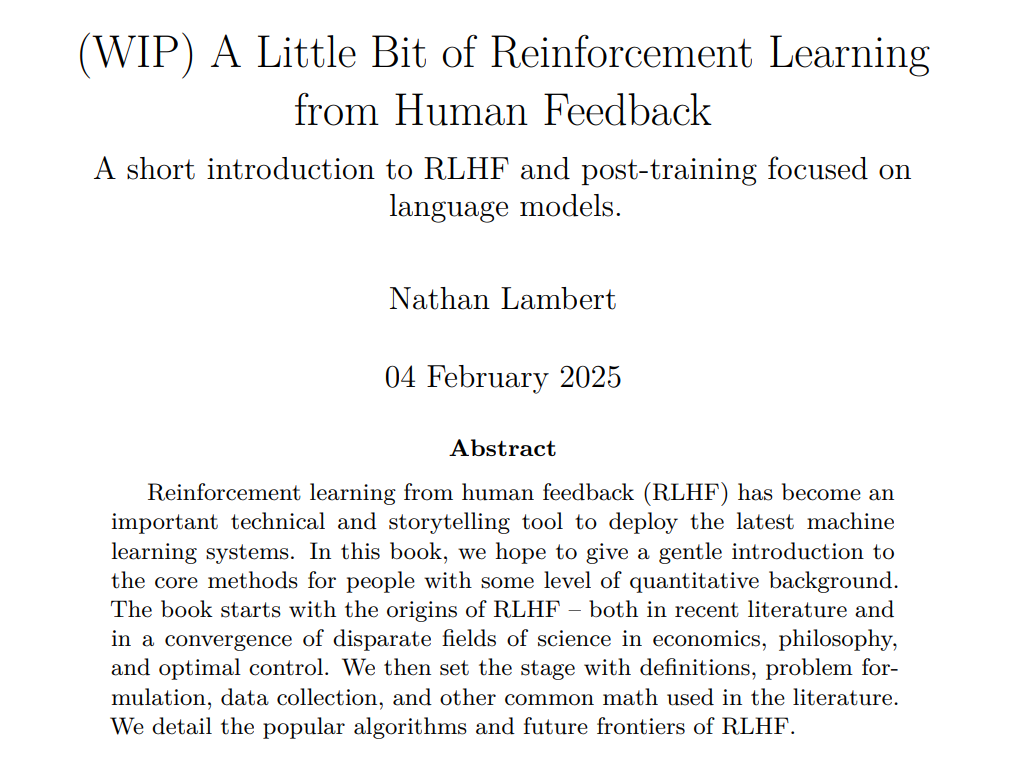 (WIP) A Little Bit of Reinforcement Learning
from Human Feedback
A short introduction to RLHF and post-training focused on
language models.
Nathan Lambert
04 February 2025
Abstract
Reinforcement learning from human feedback (RLHF) has become an
important technical and storytelling tool to deploy the latest machine
learning systems. In this book, we hope to give a gentle introduction to
the core methods for people with some level of quantitative background.
The book starts with the origins of RLHF – both in recent literature and
in a convergence of disparate fields of science in economics, philosophy,
and optimal control. We then set the stage with definitions, problem for-
mulation, data collection, and other common math used in the literature.
We detail the popular algorithms and future frontiers of RLHF.